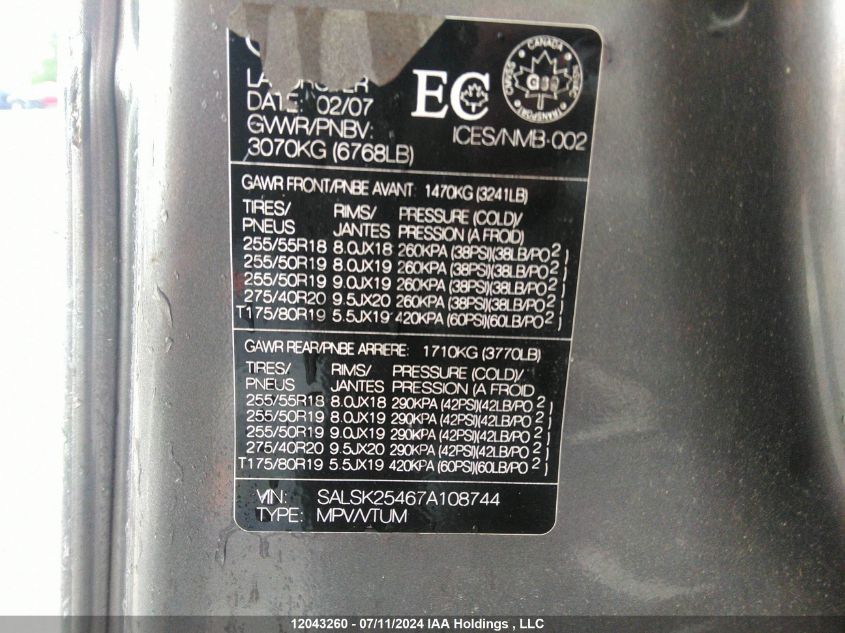 DATE: 02/07
GVWR/PNBV:
3070KG (6768LB)
EC
CANADA
TRANSPORT
ICES/NMB-002
GAWR FRONT/PNBE AVANT: 1470KG (3241LB)
TIRES/ RIMS/ PRESSURE (COLD)/
PNEUS JANTES PRESSION (A FROID)
255/55R18 8.0JX18 260KPA (38PSI)(38LB/PO2)
255/50R19 8.0JX19 260KPA (38PSI)(38LB/PO2)
255/50R19 9.0JX19 260KPA (38PSI)(38LB/PO2)
275/40R20 9.5JX20 260KPA (38PSI)(38LB/PO2)
T175/80R19 5.5JX19 420KPA (60PSI)(60LB/PO2)
GAWR REAR/PNBE ARRERE: 1710KG (3770LB)
TIRES/ RIMS/ PRESSURE (COLD)/
PNEUS JANTES PRESSION (A FROID
255/55R18 8.0JX18 290KPA (42PSI)(42LB/PO2)
255/50R19 8.0JX19 290KPA (42PSI)(42LB/PO2)
255/50R19 9.0JX19 290KPA (42PSI)(42LB/PO2)
275/40R20 9.5JX20 290KPA (42PSI)(42LB/PO2)
T175/80R19 5.5JX19 420KPA (60PSI)(60LB/PO2)
VIN: SALSK25467A108744
TYPE: MPV/VTUM
12043260 - 07/11/2024 IAA Holdings , LLC